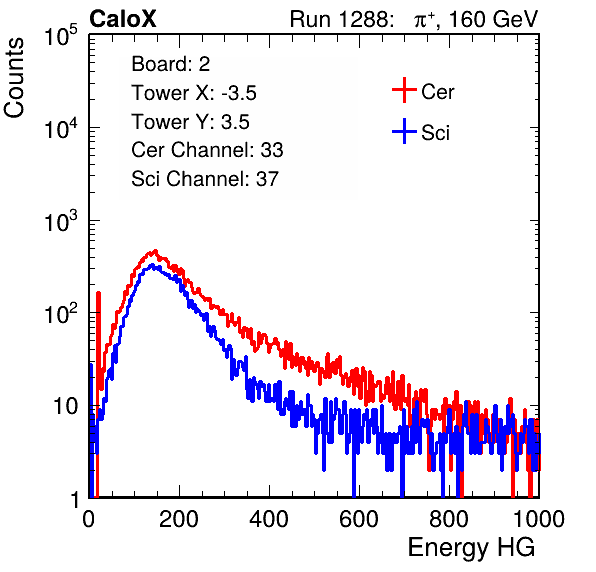 CaloX Run 1288: π⁺, 160 GeV
Counts
Board: 2
Tower X: -3.5
Tower Y: 3.5
Cer Channel: 33
Sci Channel: 37
Cer
Sci
10⁵
10⁴
10³
10²
10
1
0 200 400 600 800 1000
Energy HG